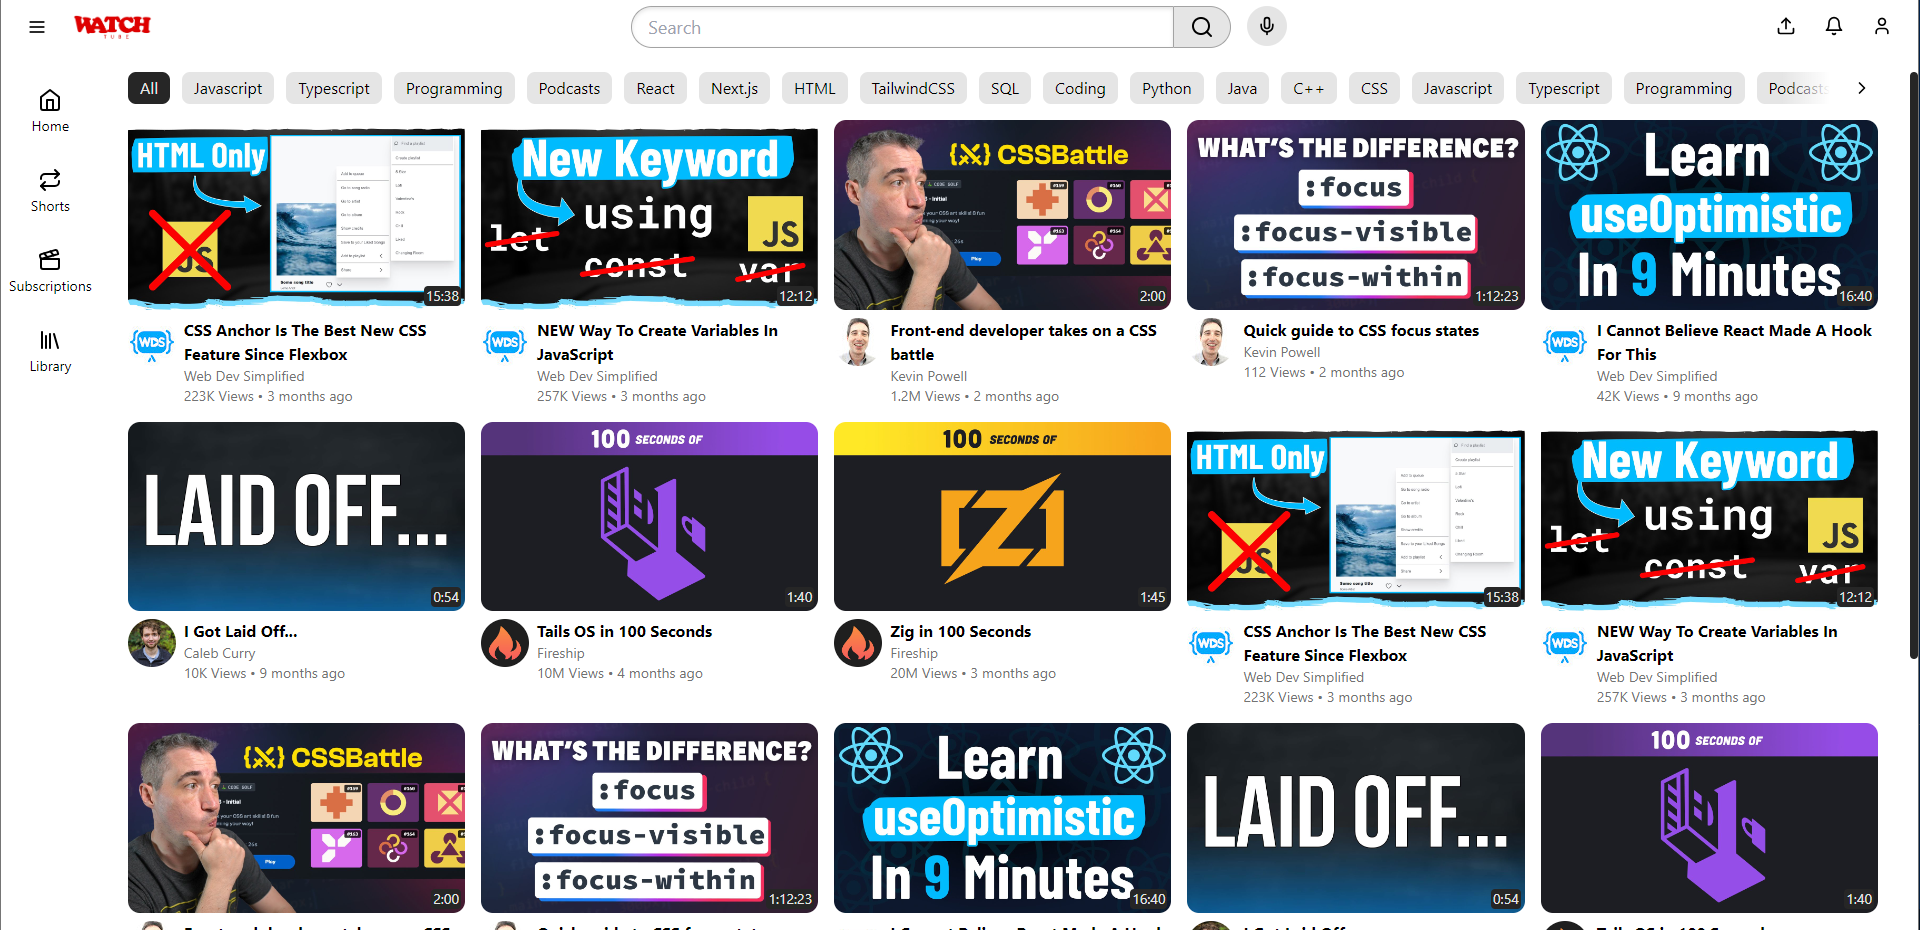 WATCH
TUBE
Search
Home
Shorts
Subscriptions
Library
All Javascript Typescript Programming Podcasts React Next.js HTML TailwindCSS SQL Coding Python Java C++ CSS Javascript Typescript Programming Podcasts
HTML Only
JS
15:38
CSS Anchor Is The Best New CSS
Feature Since Flexbox
Web Dev Simplified
223K Views • 3 months ago
New Keyword
using
let
const
var
JS
12:12
NEW Way To Create Variables In
JavaScript
Web Dev Simplified
257K Views • 3 months ago
CSSBattle
Play
2:00
Front-end developer takes on a CSS
battle
Kevin Powell
1.2M Views • 2 months ago
WHAT'S THE DIFFERENCE?
:focus
:focus-visible
:focus-within
1:12:23
Quick guide to CSS focus states
Kevin Powell
112 Views • 2 months ago
Learn
useOptimistic
In 9 Minutes
16:40
I Cannot Believe React Made A Hook
For This
Web Dev Simplified
42K Views • 9 months ago
LAID OFF...
0:54
I Got Laid Off...
Caleb Curry
10K Views • 9 months ago
100 SECONDS OF
1:40
Tails OS in 100 Seconds
Fireship
10M Views • 4 months ago
100 SECONDS OF
1:45
Zig in 100 Seconds
Fireship
20M Views • 3 months ago
HTML Only
JS
15:38
CSS Anchor Is The Best New CSS
Feature Since Flexbox
Web Dev Simplified
223K Views • 3 months ago
New Keyword
using
let
const
var
JS
12:12
NEW Way To Create Variables In
JavaScript
Web Dev Simplified
257K Views • 3 months ago
CSSBattle
Play
2:00
WHAT'S THE DIFFERENCE?
:focus
:focus-visible
:focus-within
1:12:23
Learn
useOptimistic
In 9 Minutes
16:40
LAID OFF...
0:54
100 SECONDS OF
1:40